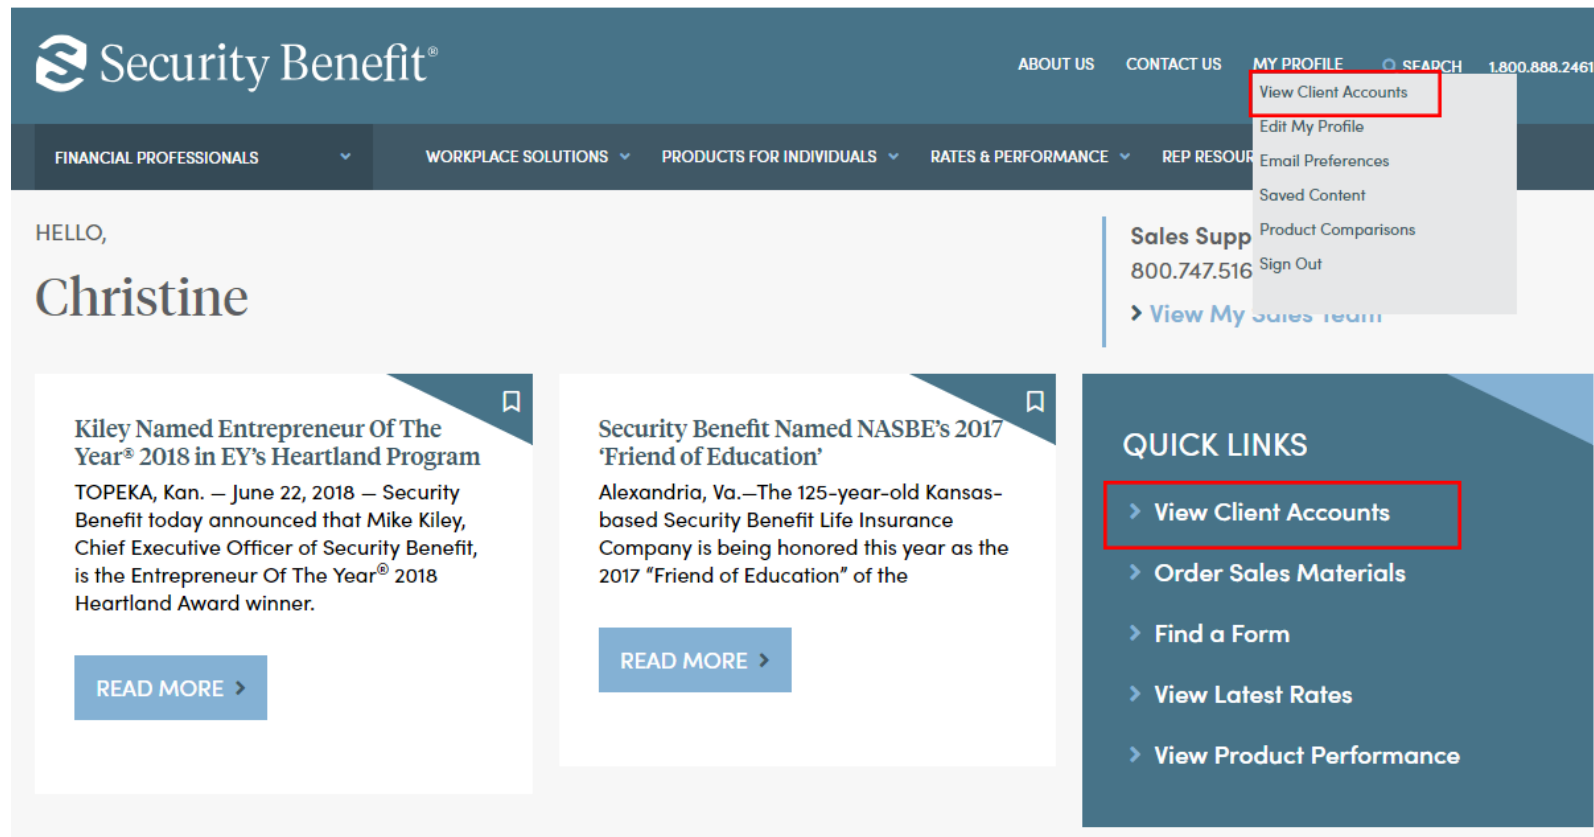 Security Benefit®
ABOUT US
CONTACT US
MY PROFILE
SEARCH
1.800.888.2461
View Client Accounts
Edit My Profile
Email Preferences
Saved Content
Product Comparisons
Sign Out
FINANCIAL PROFESSIONALS
WORKPLACE SOLUTIONS
PRODUCTS FOR INDIVIDUALS
RATES & PERFORMANCE
REP RESOUR
HELLO,
Christine
Sales Supp
800.747.516
View My Sales Team
Kiley Named Entrepreneur Of The
Year® 2018 in EY's Heartland Program
TOPEKA, Kan. — June 22, 2018 — Security
Benefit today announced that Mike Kiley,
Chief Executive Officer of Security Benefit,
is the Entrepreneur Of The Year® 2018
Heartland Award winner.
READ MORE
Security Benefit Named NASBE's 2017
'Friend of Education'
Alexandria, Va.—The 125-year-old Kansas-
based Security Benefit Life Insurance
Company is being honored this year as the
2017 "Friend of Education" of the
READ MORE
QUICK LINKS
View Client Accounts
Order Sales Materials
Find a Form
View Latest Rates
View Product Performance